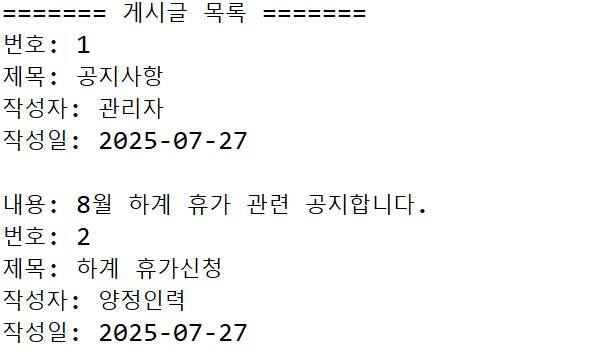 ======= 게시글 목록 =======
번호: 1
제목: 공지사항
작성자: 관리자
작성일: 2025-07-27
내용: 8월 하계 휴가 관련 공지합니다.
번호: 2
제목: 하계 휴가신청
작성자: 양정인력
작성일: 2025-07-27